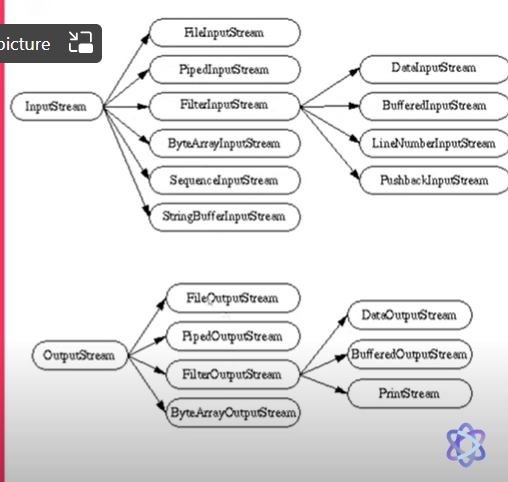 picture
FileInputStream
PipedInputStream
DataInputStream
InputStream
FilterInputStream
BufferedInputStream
ByteArrayInputStream
LineNumberInputStream
SequenceInputStream
PushbackInputStream
StringBufferInputStream
FileOutputStream
DataOutputStream
PipedOutputStream
OutputStream
BufferedOutputStream
FilterOutputStream
PrintStream
ByteArrayOutputStream